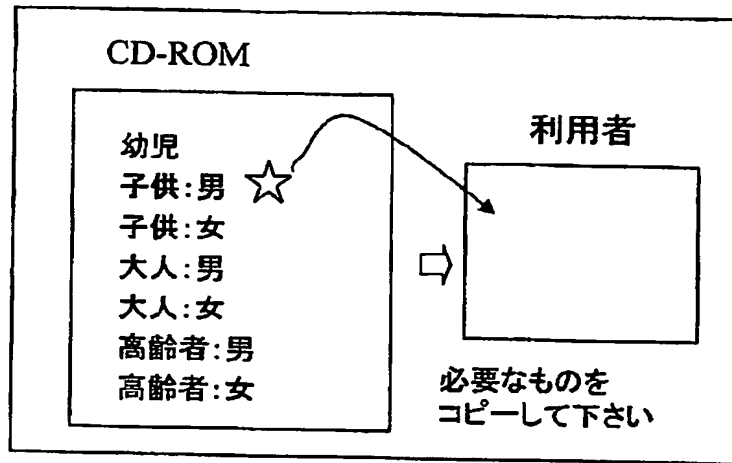 CD-ROM
幼児
子供:男 ☆
子供:女
大人:男
大人:女
高齢者:男
高齢者:女
利用者
必要なものを
コピーして下さい